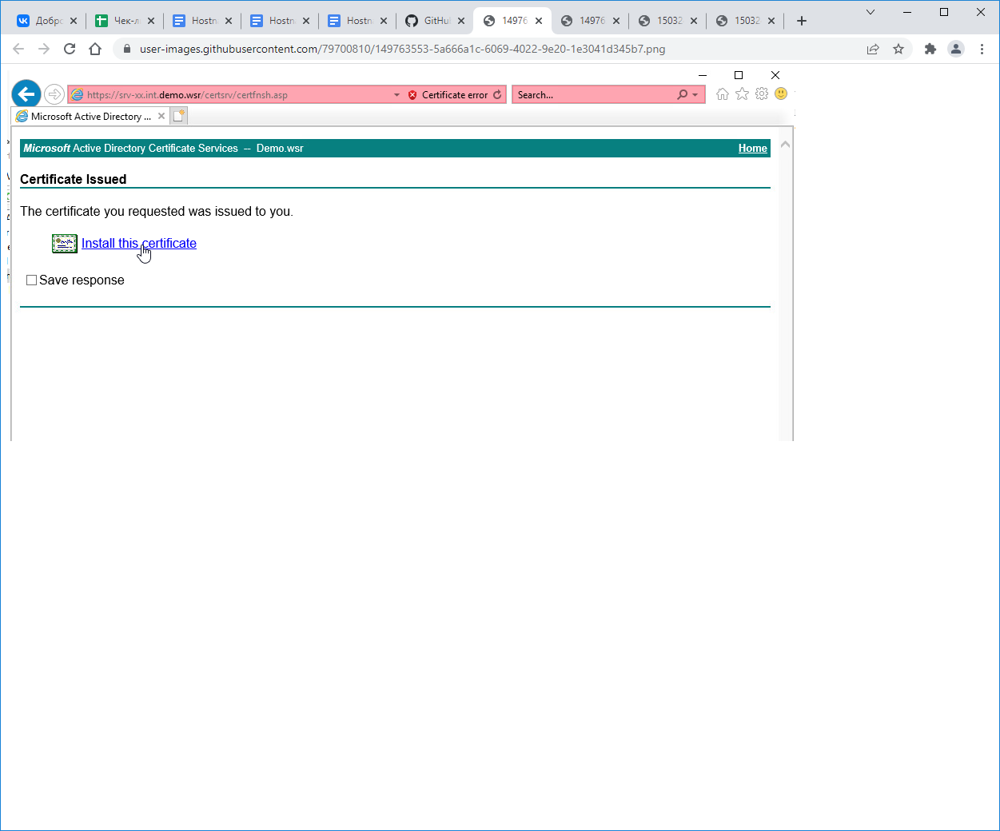 Добро
Чек-л
Hostn
Hostn
Hostn
GitHu
14976
14976
15032
15032
user-images.githubusercontent.com/79700810/149763553-5a666a1c-6069-4022-9e20-1e3041d345b7.png
https://srv-xx.int.demo.wsr/certsrv/certfnsh.asp
Certificate error
Search...
Microsoft Active Directory ...
Microsoft Active Directory Certificate Services -- Demo.wsr
Home
Certificate Issued
The certificate you requested was issued to you.
Install this certificate
Save response